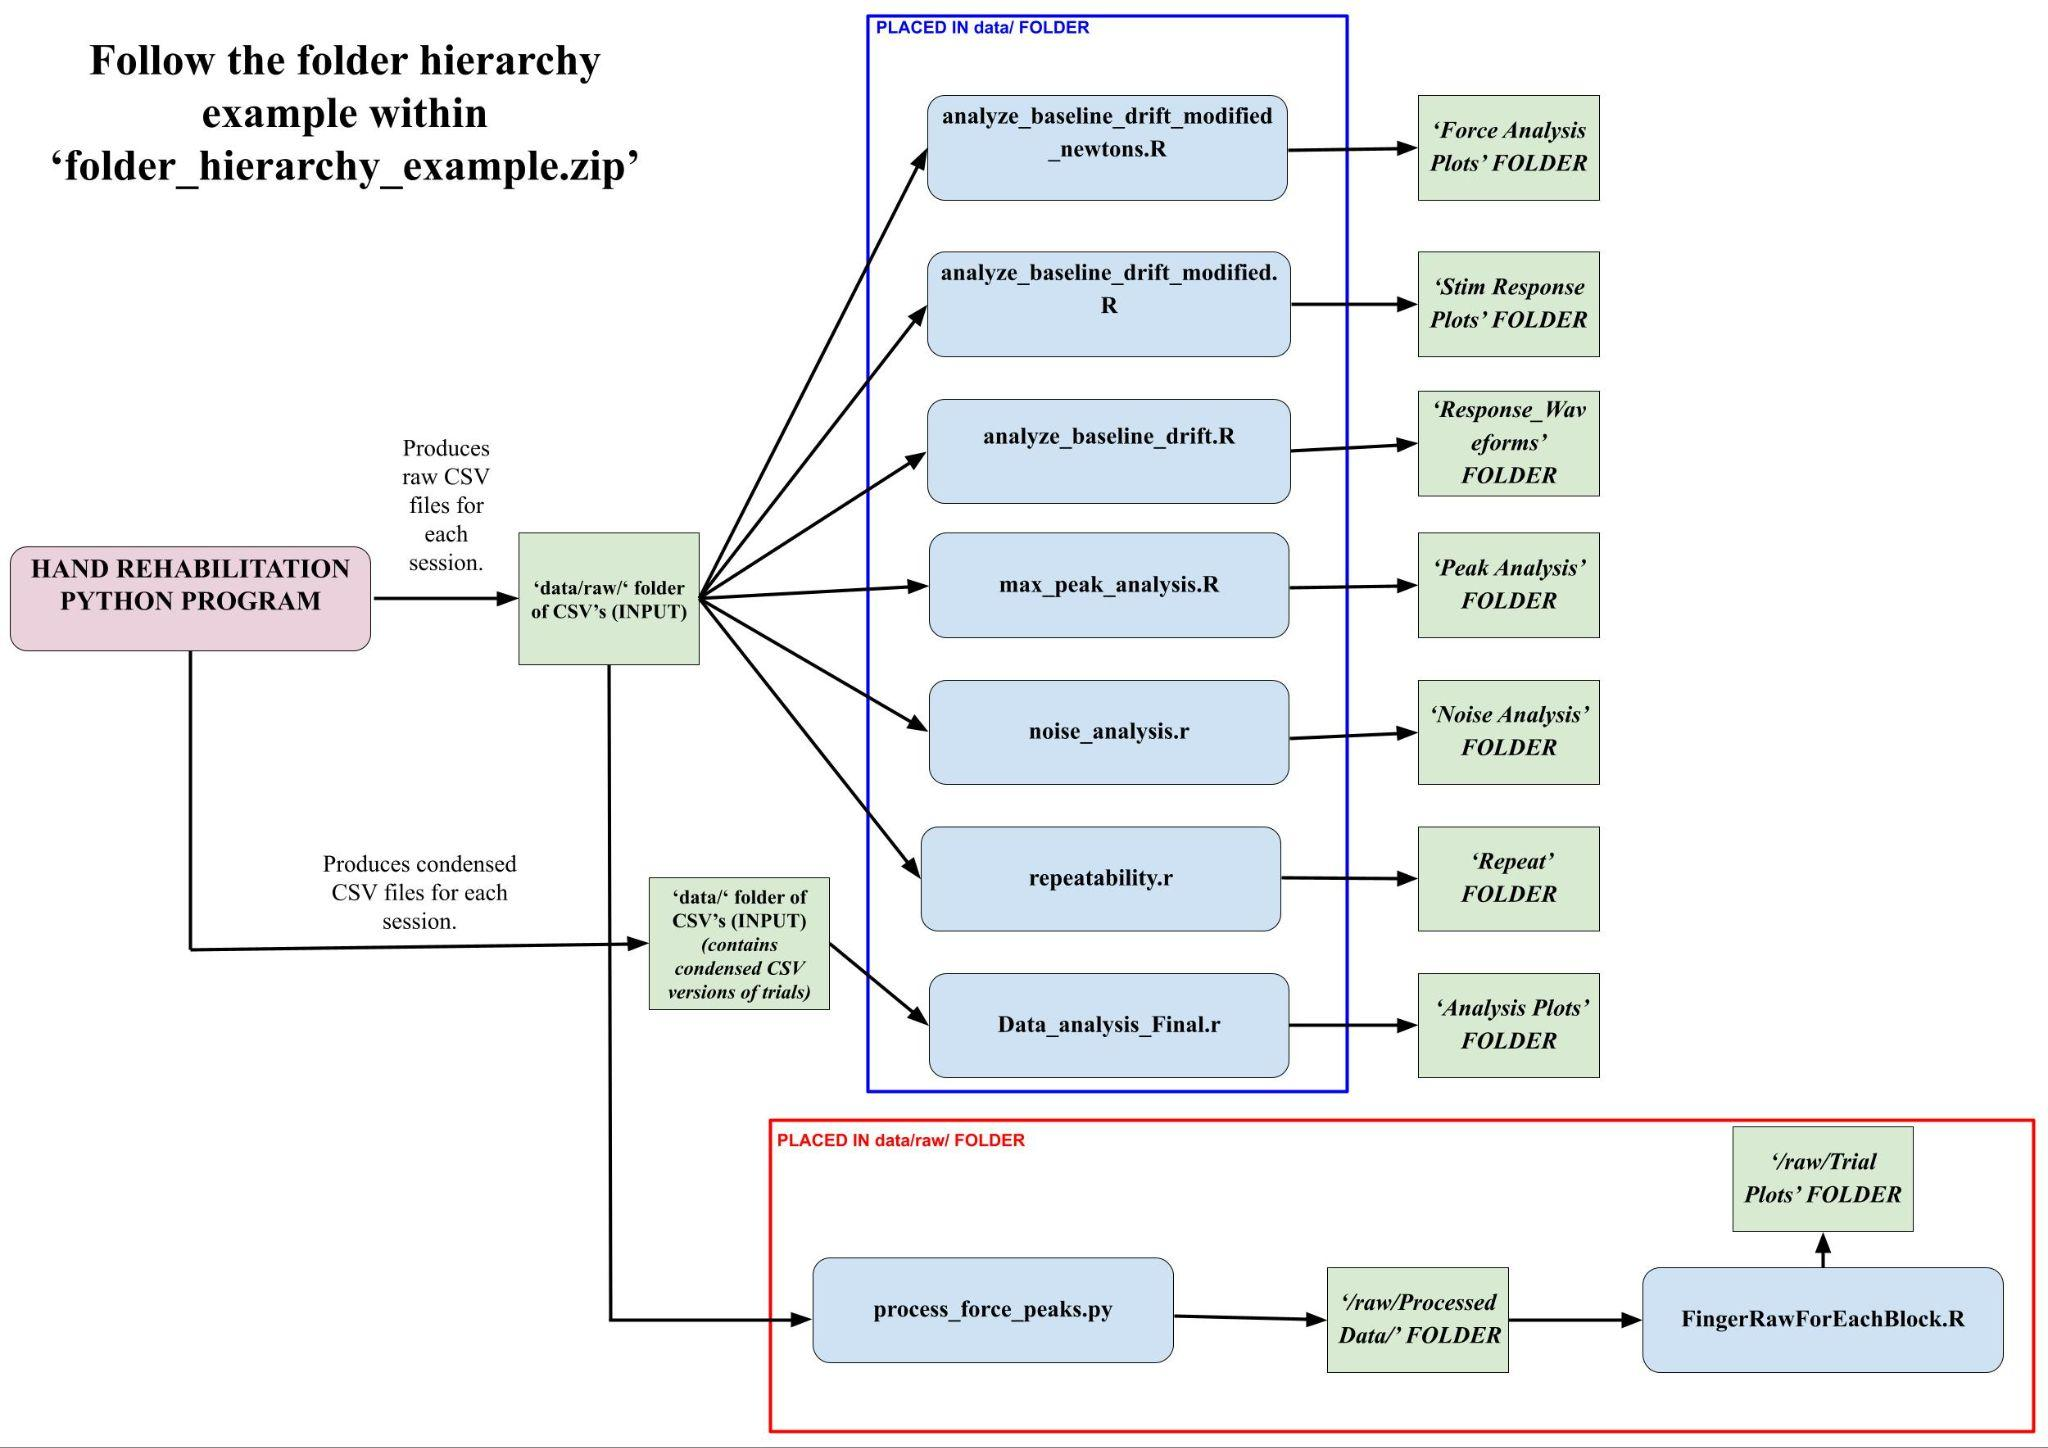 Follow the folder hierarchy
example within
‘folder_hierarchy_example.zip’
PLACED IN data/ FOLDER
analyze_baseline_drift_modified
_newtons.R
‘Force Analysis
Plots’ FOLDER
analyze_baseline_drift_modified.
R
‘Stim Response
Plots’ FOLDER
analyze_baseline_drift.R
‘Response_Wav
eforms’
FOLDER
Produces
raw CSV
files for
each
session.
HAND REHABILITATION
PYTHON PROGRAM
‘data/raw/‘ folder
of CSV’s (INPUT)
max_peak_analysis.R
‘Peak Analysis’
FOLDER
noise_analysis.r
‘Noise Analysis’
FOLDER
repeatability.r
‘Repeat’
FOLDER
Produces condensed
CSV files for each
session.
‘data/‘ folder of
CSV’s (INPUT)
(contains
condensed CSV
versions of trials)
Data_analysis_Final.r
‘Analysis Plots’
FOLDER
PLACED IN data/raw/ FOLDER
‘/raw/Trial
Plots’ FOLDER
process_force_peaks.py
‘/raw/Processed
Data/’ FOLDER
FingerRawForEachBlock.R